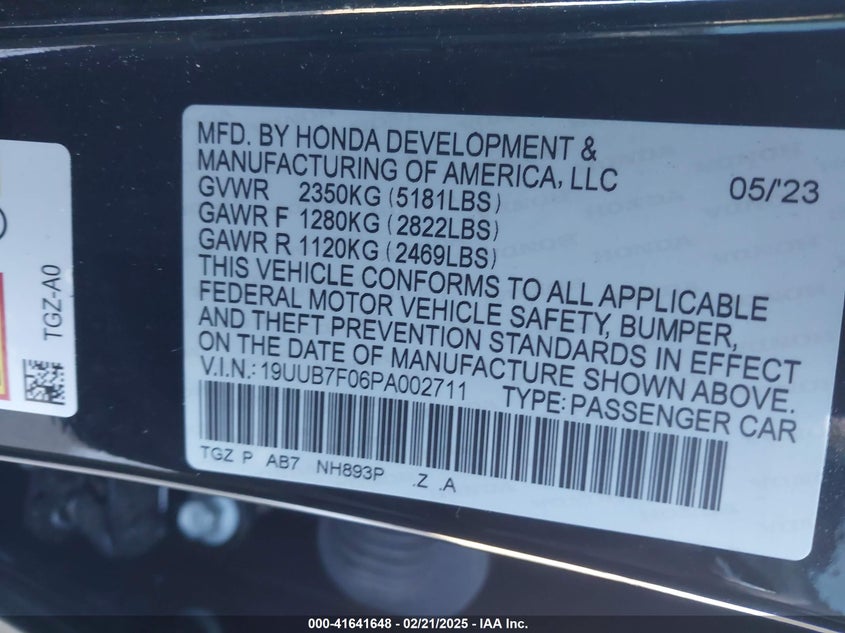 MFD. BY HONDA DEVELOPMENT &
MANUFACTURING OF AMERICA, LLC
GVWR 2350KG (5181LBS) 05/'23
GAWR F 1280KG (2822LBS)
GAWR R 1120KG (2469LBS)
THIS VEHICLE CONFORMS TO ALL APPLICABLE
FEDERAL MOTOR VEHICLE SAFETY, BUMPER,
AND THEFT PREVENTION STANDARDS IN EFFECT
ON THE DATE OF MANUFACTURE SHOWN ABOVE.
V.I.N.: 19UUB7F06PA002711 TYPE: PASSENGER CAR
TGZ P AB7 NH893P .Z .A
TGZ-A0
000-41641648 - 02/21/2025 - IAA Inc.